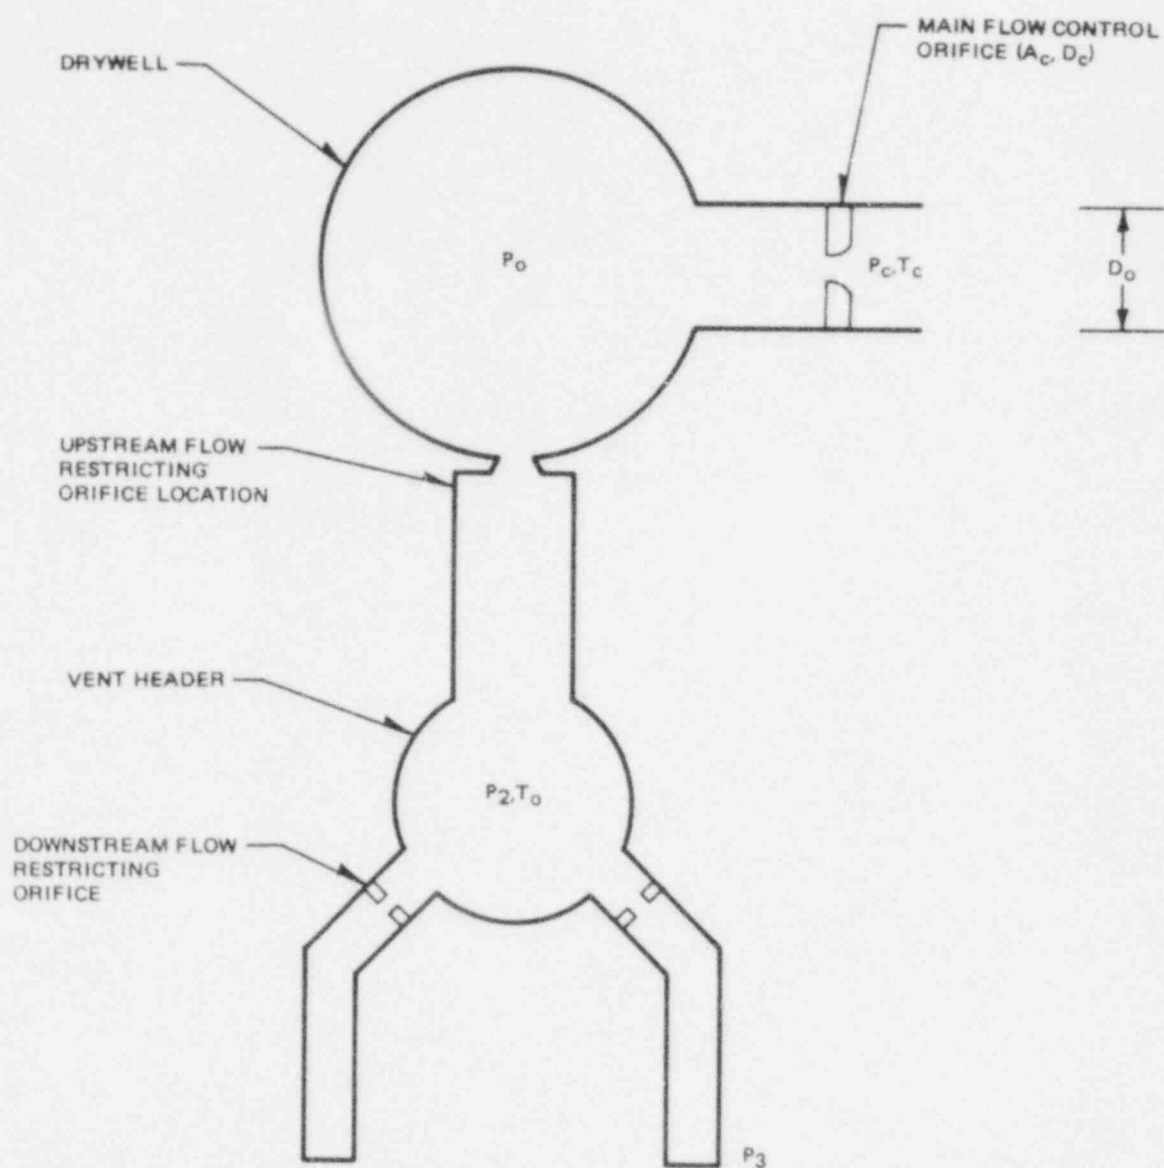 DRYWELL
MAIN FLOW CONTROL
ORIFICE (Ac, Dc)
Po
Pc,Tc
Do
UPSTREAM FLOW
RESTRICTING
ORIFICE LOCATION
VENT HEADER
P2,To
DOWNSTREAM FLOW
RESTRICTING
ORIFICE
P3